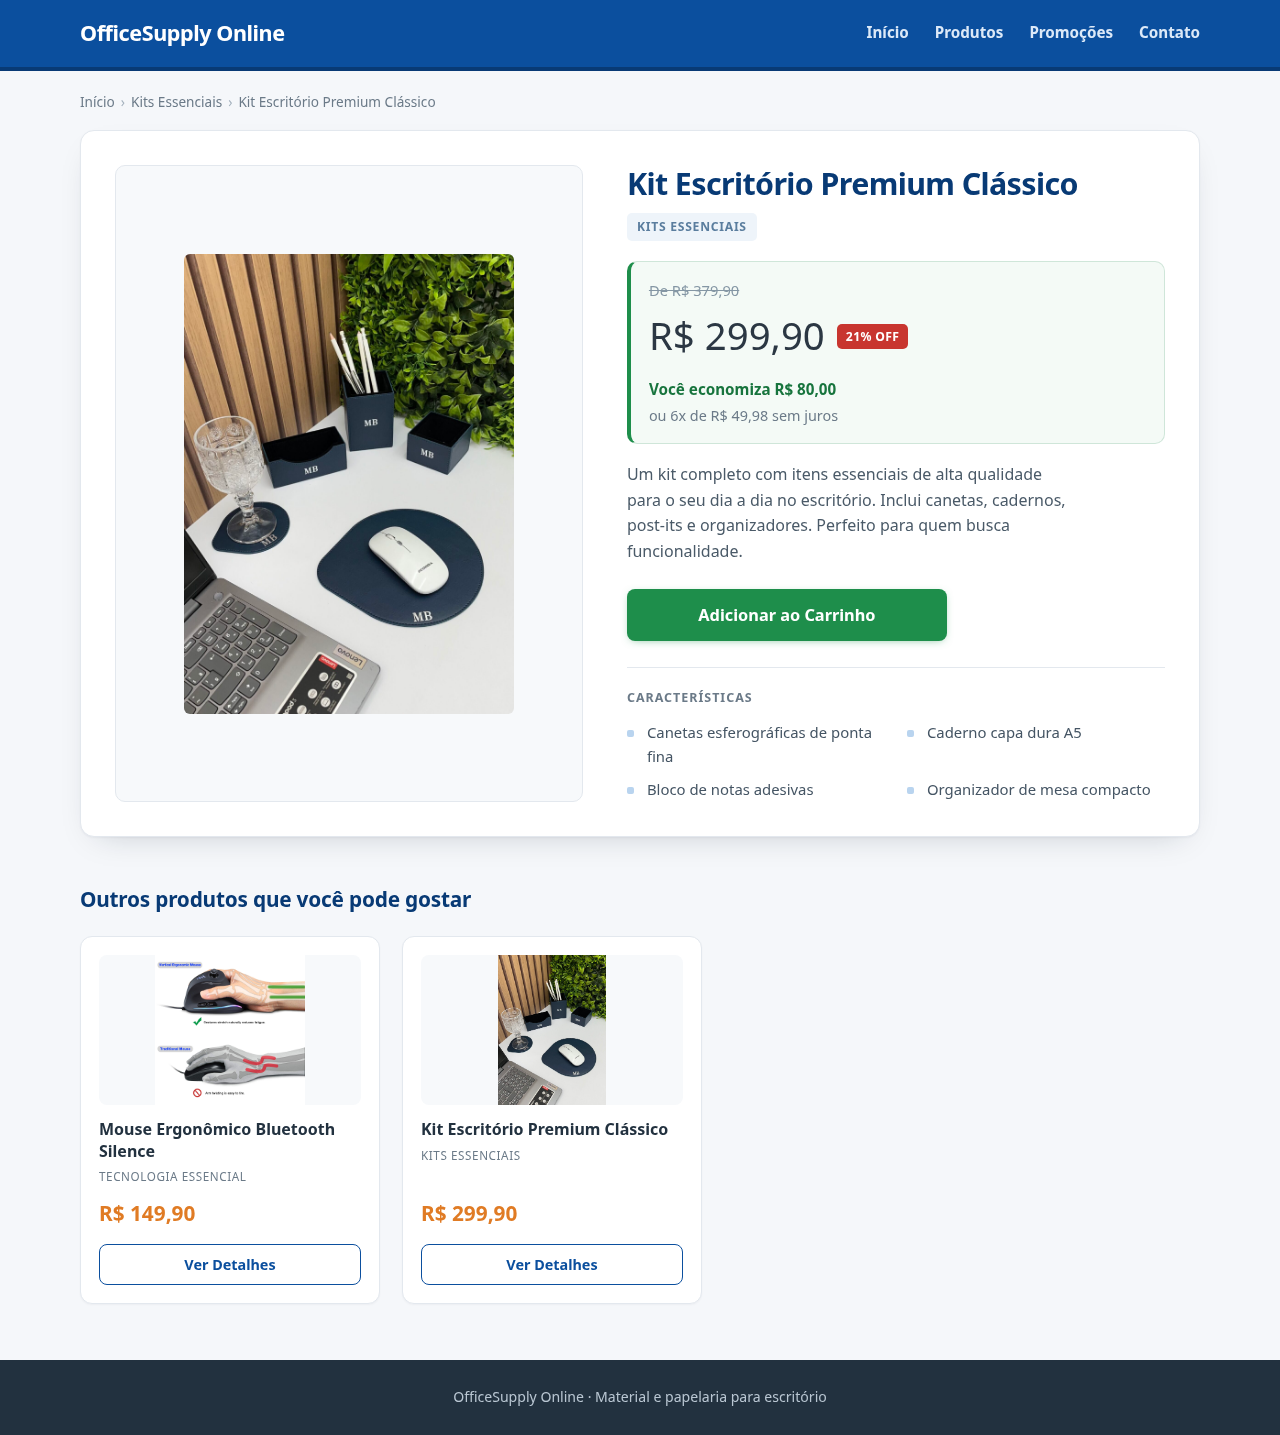 OfficeSupply Online
Início
Produtos
Promoções
Contato
Início › Kits Essenciais › Kit Escritório Premium Clássico
MB
MB
MB
MB
MB
Lenovo
Kit Escritório Premium Clássico
KITS ESSENCIAIS
De R$ 379,90
R$ 299,90 21% OFF
Você economiza R$ 80,00
ou 6x de R$ 49,98 sem juros
Um kit completo com itens essenciais de alta qualidade
para o seu dia a dia no escritório. Inclui canetas, cadernos,
post-its e organizadores. Perfeito para quem busca
funcionalidade.
Adicionar ao Carrinho
CARACTERÍSTICAS
Canetas esferográficas de ponta
fina
Caderno capa dura A5
Bloco de notas adesivas
Organizador de mesa compacto
Outros produtos que você pode gostar
Traditional Mouse
Mouse Ergonômico Bluetooth
Silence
TECNOLOGIA ESSENCIAL
R$ 149,90
Ver Detalhes
Kit Escritório Premium Clássico
KITS ESSENCIAIS
R$ 299,90
Ver Detalhes
OfficeSupply Online · Material e papelaria para escritório